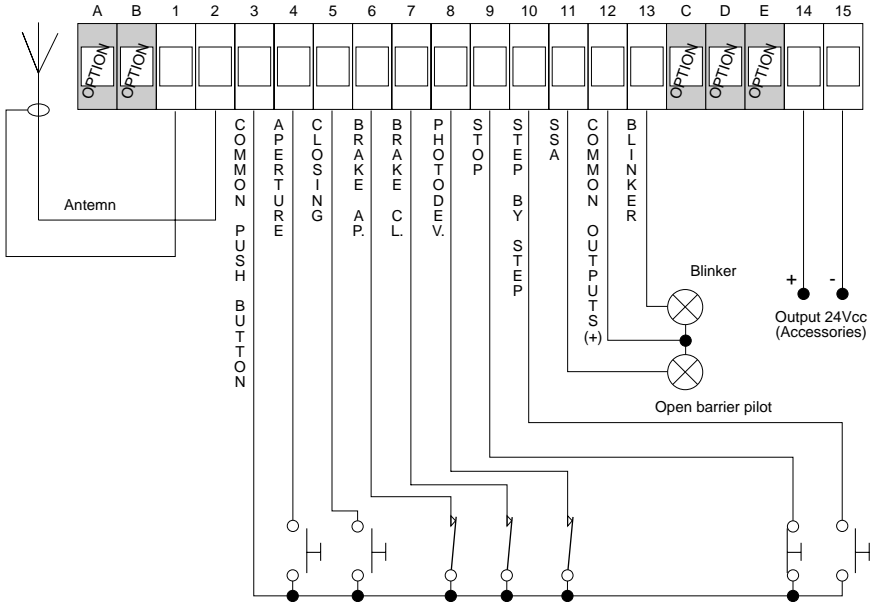 A B 1 2 3 4 5 6 7 8 9 10 11 12 13 C D E 14 15
OPTION OPTION OPTION OPTION OPTION
COMMON PUSH BUTTON
APERTURE
CLOSING
BRAKE AP.
BRAKE CL.
PHOTODEV.
STOP
STEP BY STEP
SSA
COMMON OUTPUTS (+)
BLINKER
Antemn
Blinker
+ -
Output 24Vcc
(Accessories)
Open barrier pilot